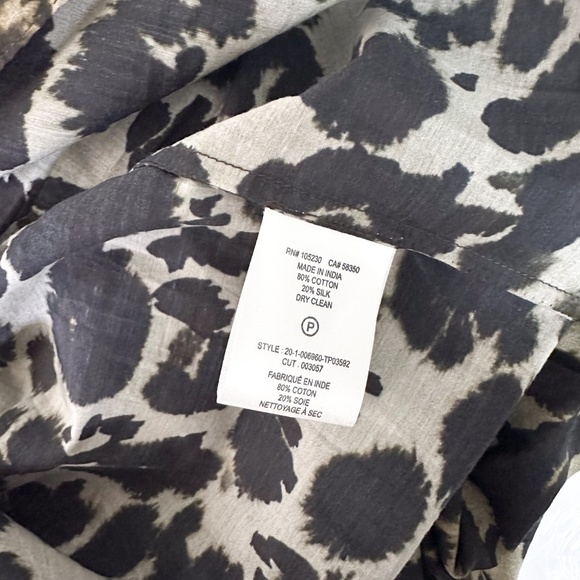 RN# 105230 CA# 58350
MADE IN INDIA
80% COTTON
20% SILK
DRY CLEAN
P
STYLE : 20-1-006960-TP03592
CUT : 003057
FABRIQUÉ EN INDE
80% COTON
20% SOIE
NETTOYAGE À SEC